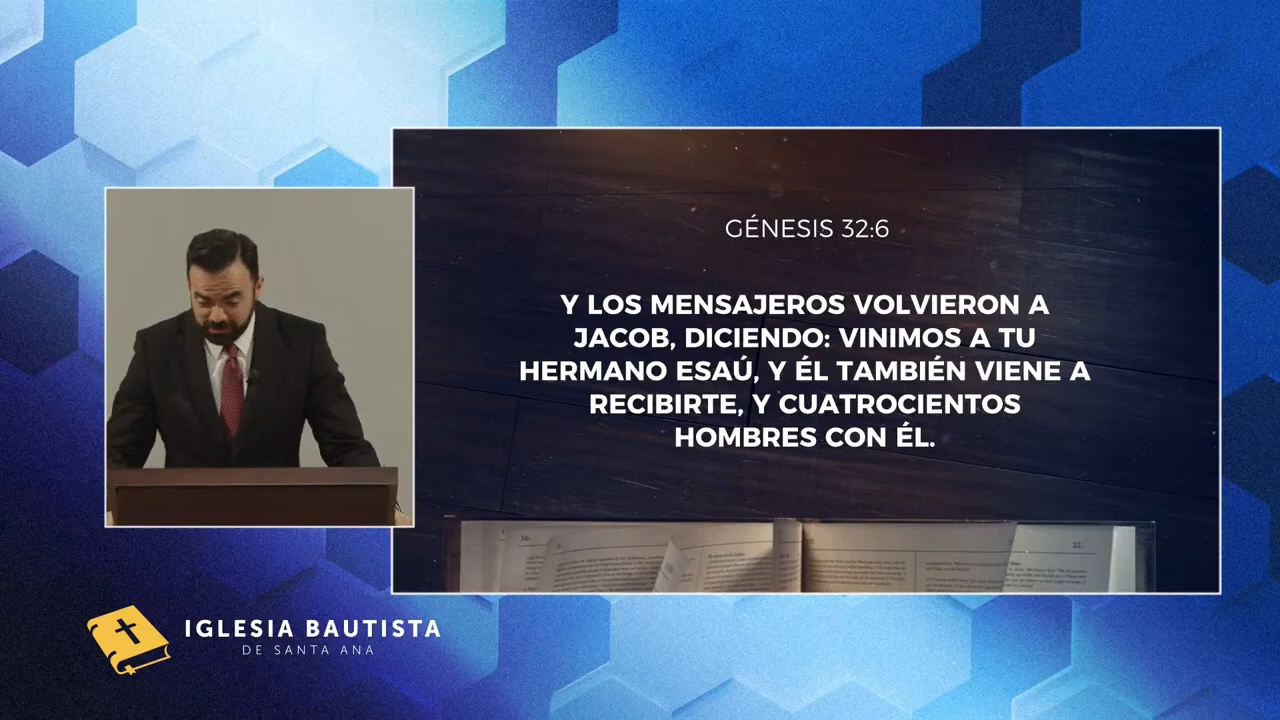 GÉNESIS 32:6
Y LOS MENSAJEROS VOLVIERON A
JACOB, DICIENDO: VINIMOS A TU
HERMANO ESAÚ, Y ÉL TAMBIÉN VIENE A
RECIBIRTE, Y CUATROCIENTOS
HOMBRES CON ÉL.
IGLESIA BAUTISTA
DE SANTA ANA